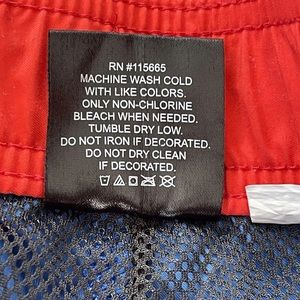 RN #115665
MACHINE WASH COLD
WITH LIKE COLORS.
ONLY NON-CHLORINE
BLEACH WHEN NEEDED.
TUMBLE DRY LOW.
DO NOT IRON IF DECORATED.
DO NOT DRY CLEAN
IF DECORATED.